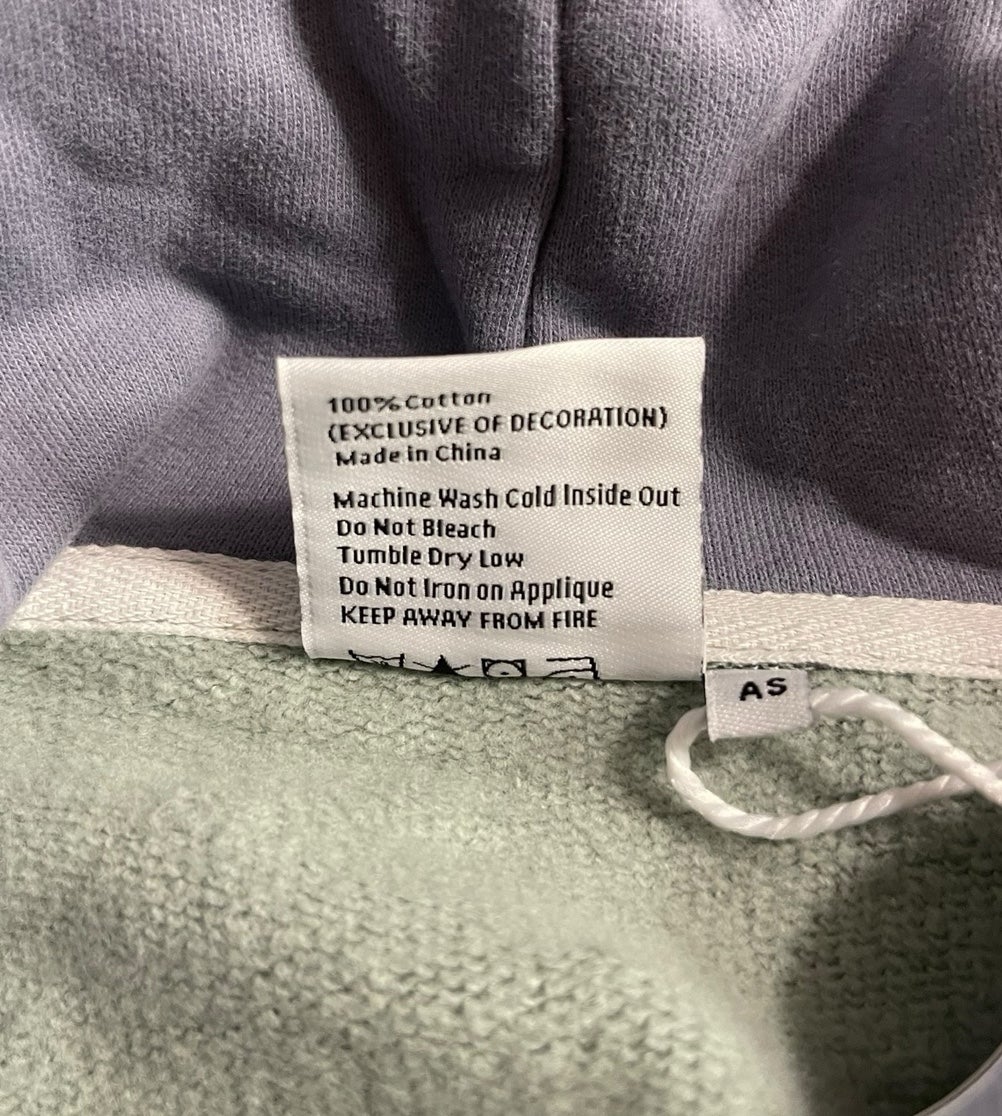 100% Cotton
(EXCLUSIVE OF DECORATION)
Made in China
Machine Wash Cold Inside Out
Do Not Bleach
Tumble Dry Low
Do Not Iron on Applique
KEEP AWAY FROM FIRE
AS